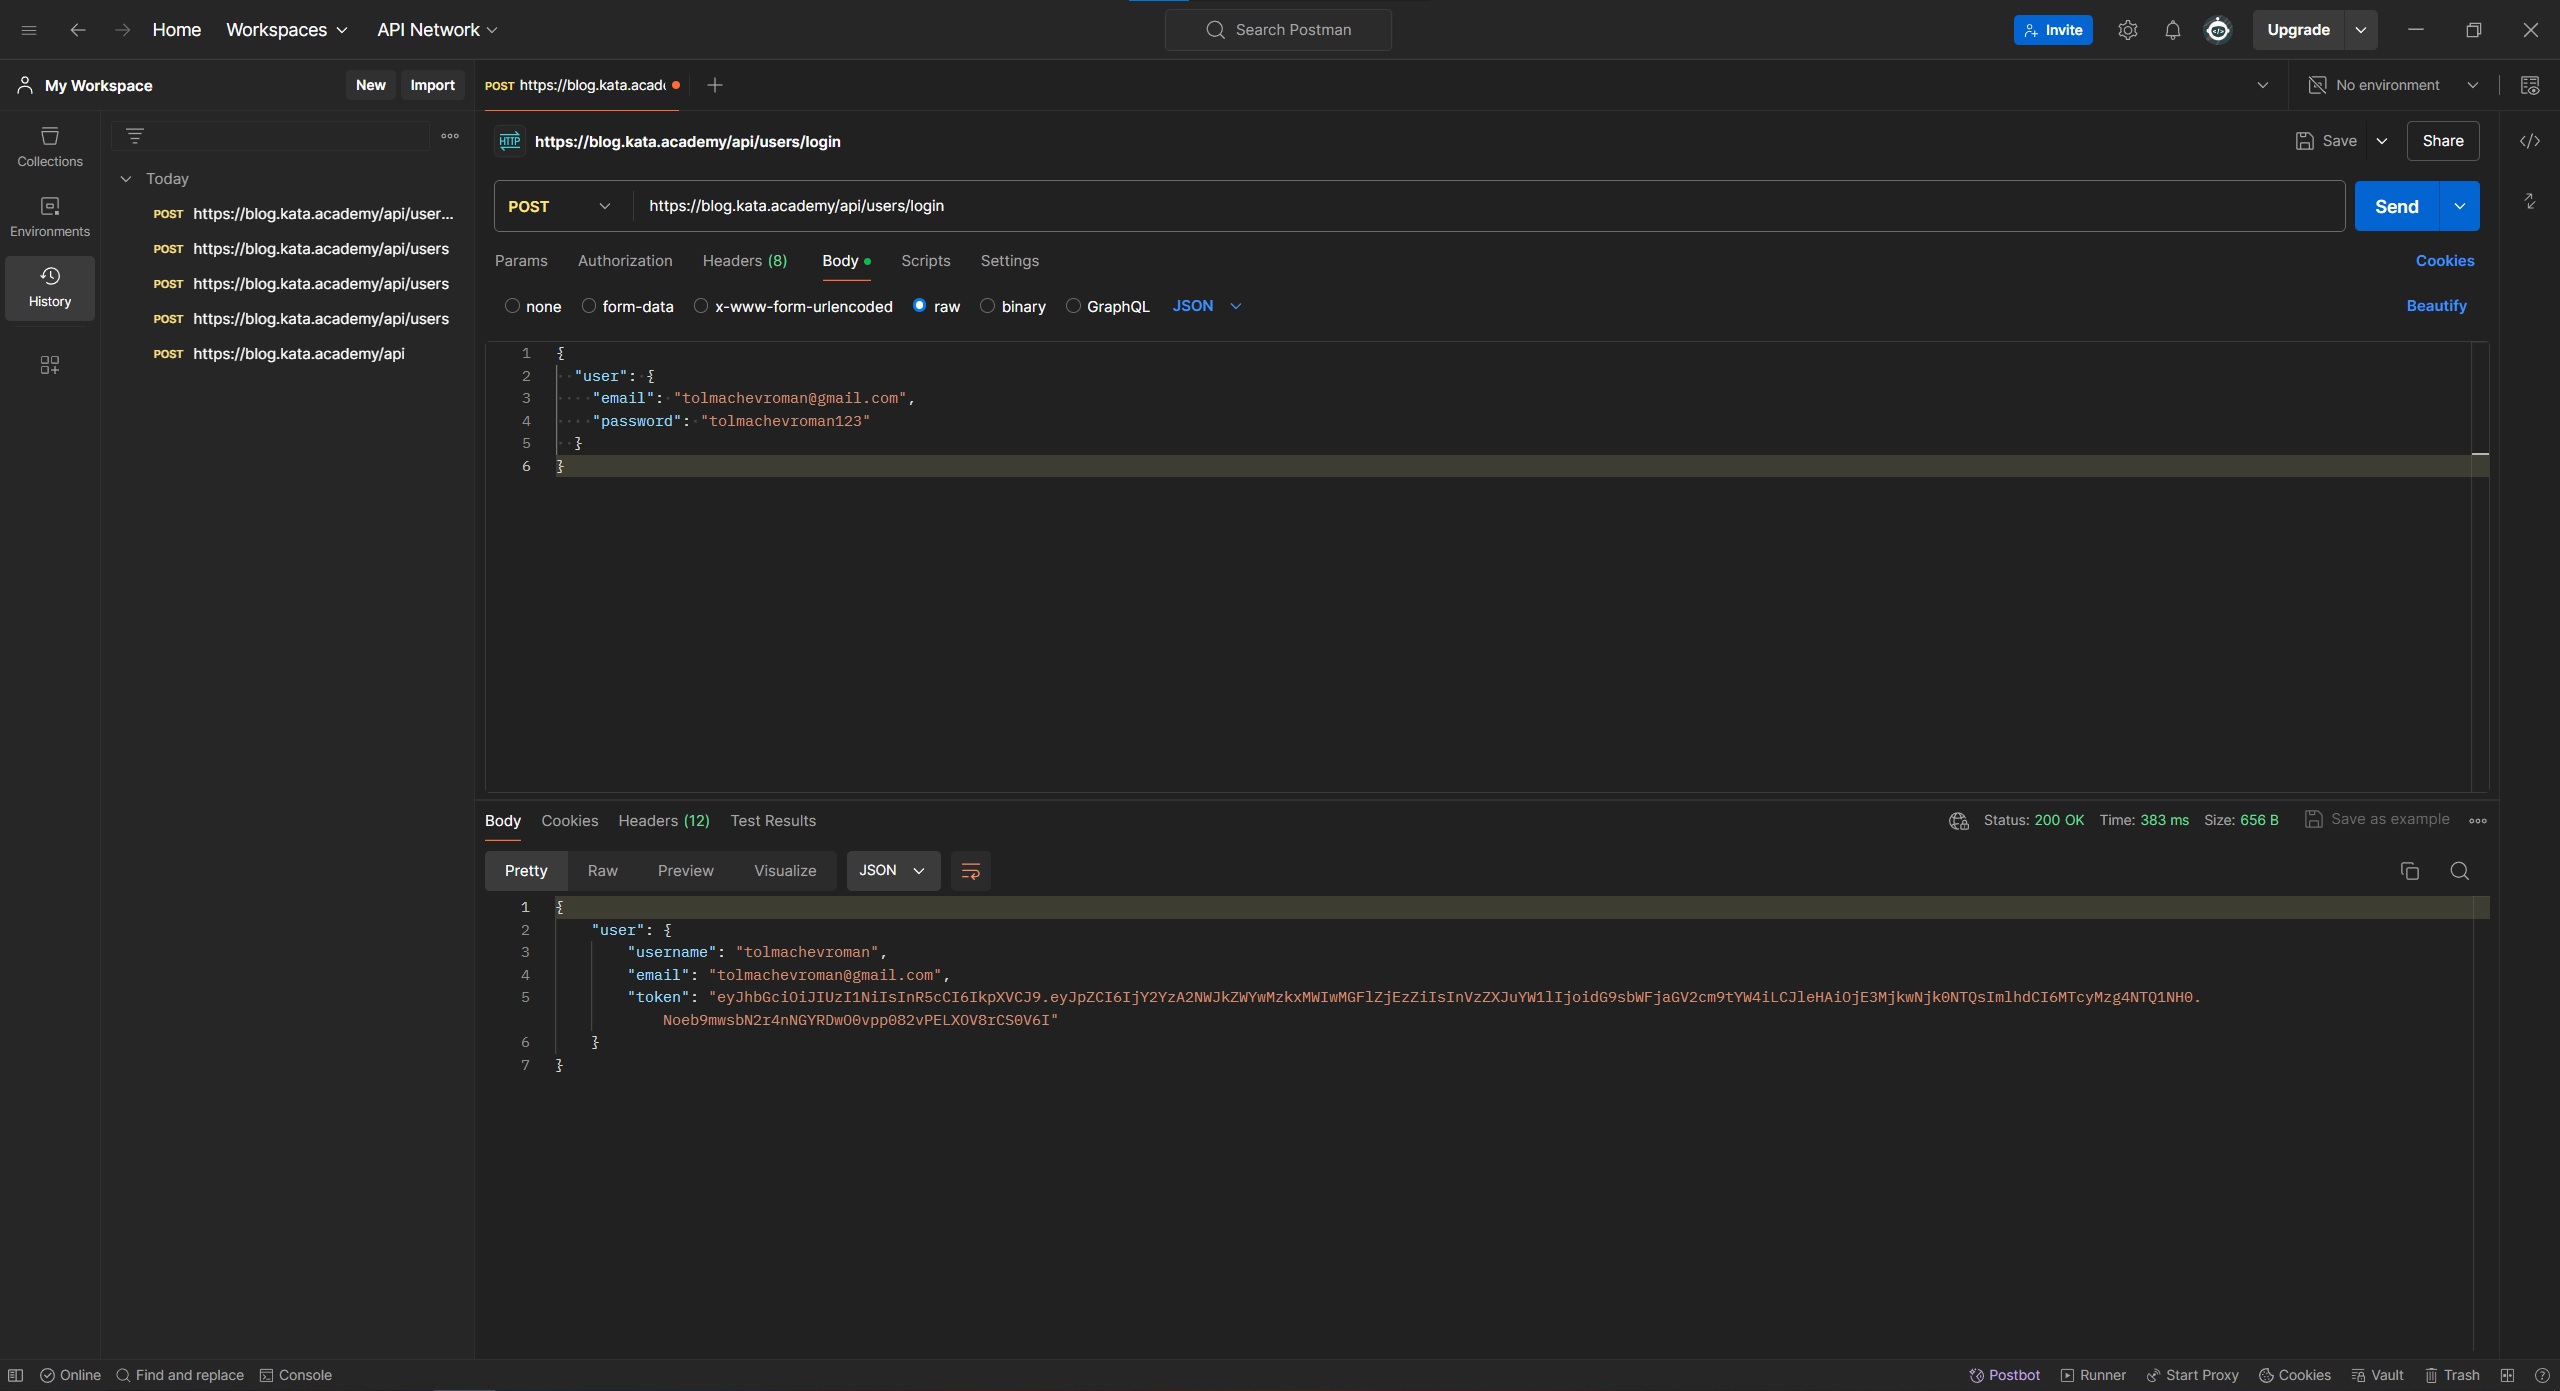 Home Workspaces API Network Search Postman Invite Upgrade
My Workspace New Import POST https://blog.kata.acad No environment
HTTP https://blog.kata.academy/api/users/login Save Share
Collections
Environments
History
Today
POST https://blog.kata.academy/api/user...
POST https://blog.kata.academy/api/users
POST https://blog.kata.academy/api/users
POST https://blog.kata.academy/api/users
POST https://blog.kata.academy/api
POST https://blog.kata.academy/api/users/login Send
Params Authorization Headers (8) Body Scripts Settings Cookies
none form-data x-www-form-urlencoded raw binary GraphQL JSON Beautify
1 {
2 "user": {
3 "email": "tolmachevroman@gmail.com",
4 "password": "tolmachevroman123"
5 }
6 }
Body Cookies Headers (12) Test Results Status: 200 OK Time: 383 ms Size: 656 B Save as example
Pretty Raw Preview Visualize JSON
1 {
2 "user": {
3 "username": "tolmachevroman",
4 "email": "tolmachevroman@gmail.com",
5 "token": "eyJhbGciOiJIUzI1NiIsInR5cCI6IkpXVCJ9.eyJpZCI6IjY2YzA2NWJkZWYwMzkxMWIwMGFlZjEzZiIsInVzZXJuYW1lIjoidG9sbWFjaGV2cm9tYW4iLCJleHAiOjE3MjkwNjk0NTQsImlhdCI6MTcyMzg4NTQ1NH0.
Noeb9mwsbN2r4nNGYRDwO0vpp082vPELXOV8rCS0V6I"
6 }
7 }
Online Find and replace Console Postbot Runner Start Proxy Cookies Vault Trash